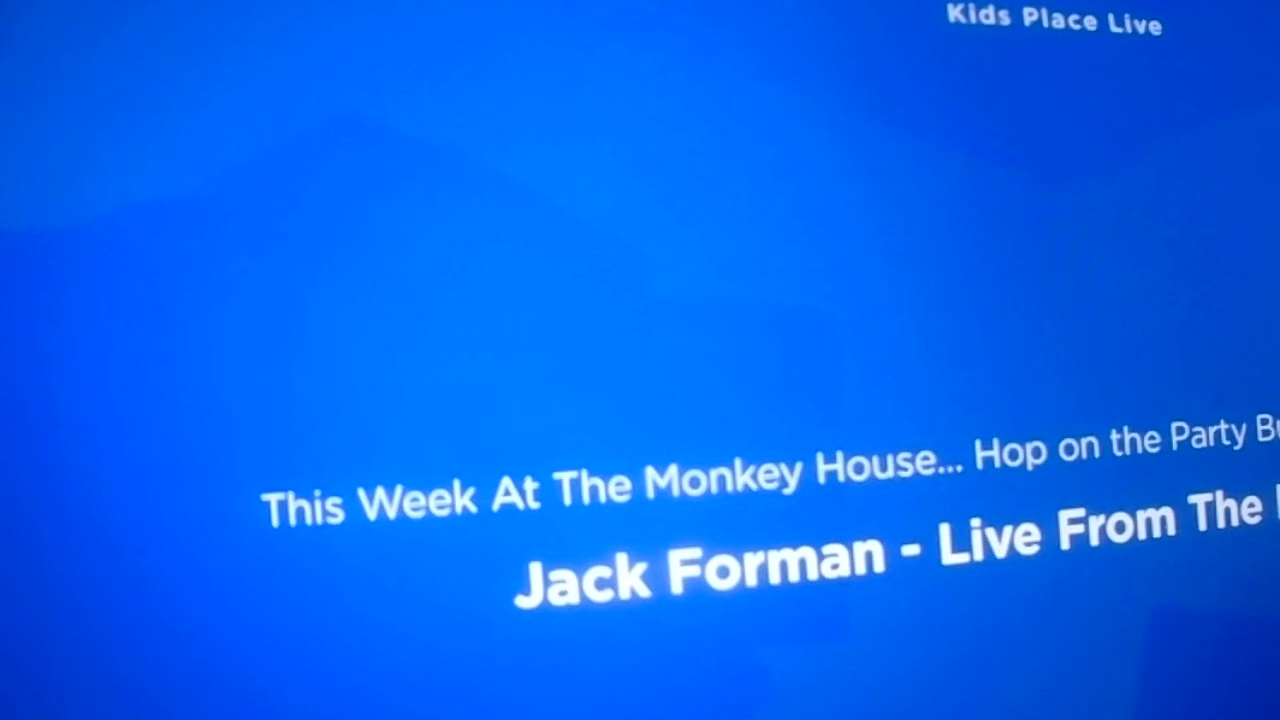 Kids Place Live
This Week At The Monkey House... Hop on the Party
Jack Forman - Live From The